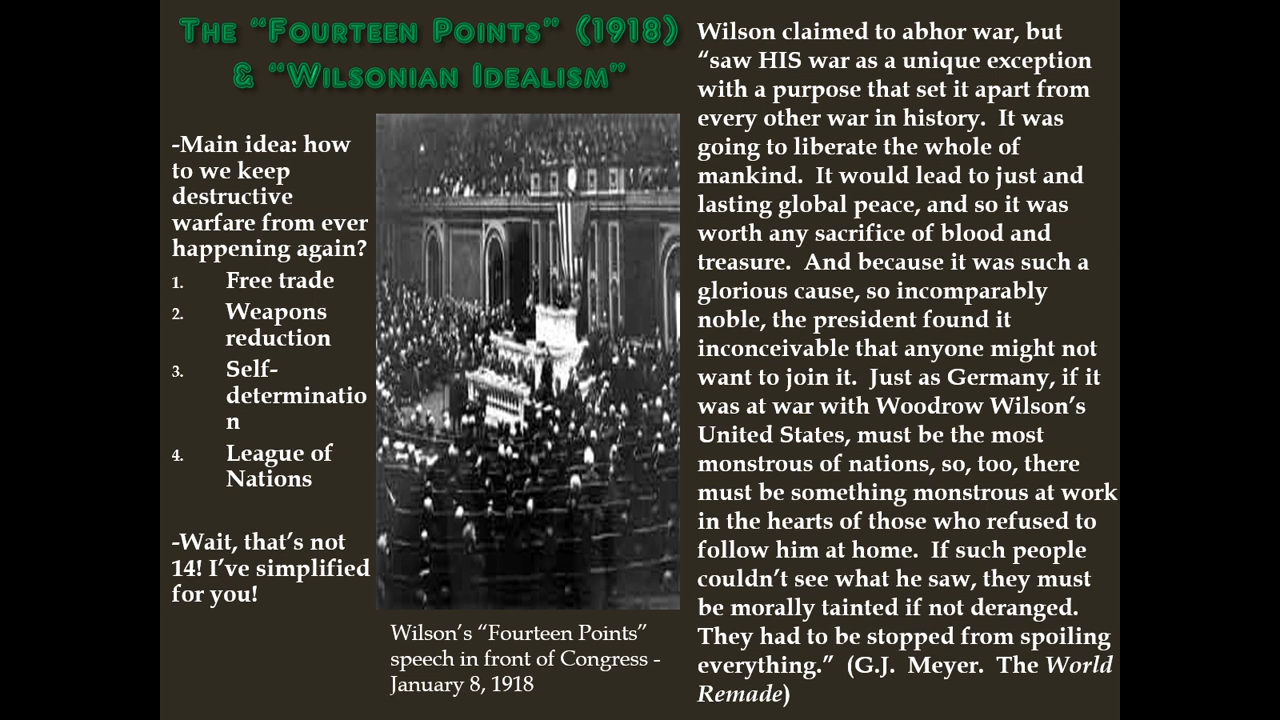 The “Fourteen Points” (1918)
& “Wilsonian Idealism”
-Main idea: how
to we keep
destructive
warfare from ever
happening again?
1. Free trade
2. Weapons
reduction
3. Self-
determinatio
n
4. League of
Nations
-Wait, that’s not
14! I’ve simplified
for you!
Wilson’s “Fourteen Points”
speech in front of Congress -
January 8, 1918
Wilson claimed to abhor war, but
“saw HIS war as a unique exception
with a purpose that set it apart from
every other war in history. It was
going to liberate the whole of
mankind. It would lead to just and
lasting global peace, and so it was
worth any sacrifice of blood and
treasure. And because it was such a
glorious cause, so incomparably
noble, the president found it
inconceivable that anyone might not
want to join it. Just as Germany, if it
was at war with Woodrow Wilson’s
United States, must be the most
monstrous of nations, so, too, there
must be something monstrous at work
in the hearts of those who refused to
follow him at home. If such people
couldn’t see what he saw, they must
be morally tainted if not deranged.
They had to be stopped from spoiling
everything.” (G.J. Meyer. The World
Remade)